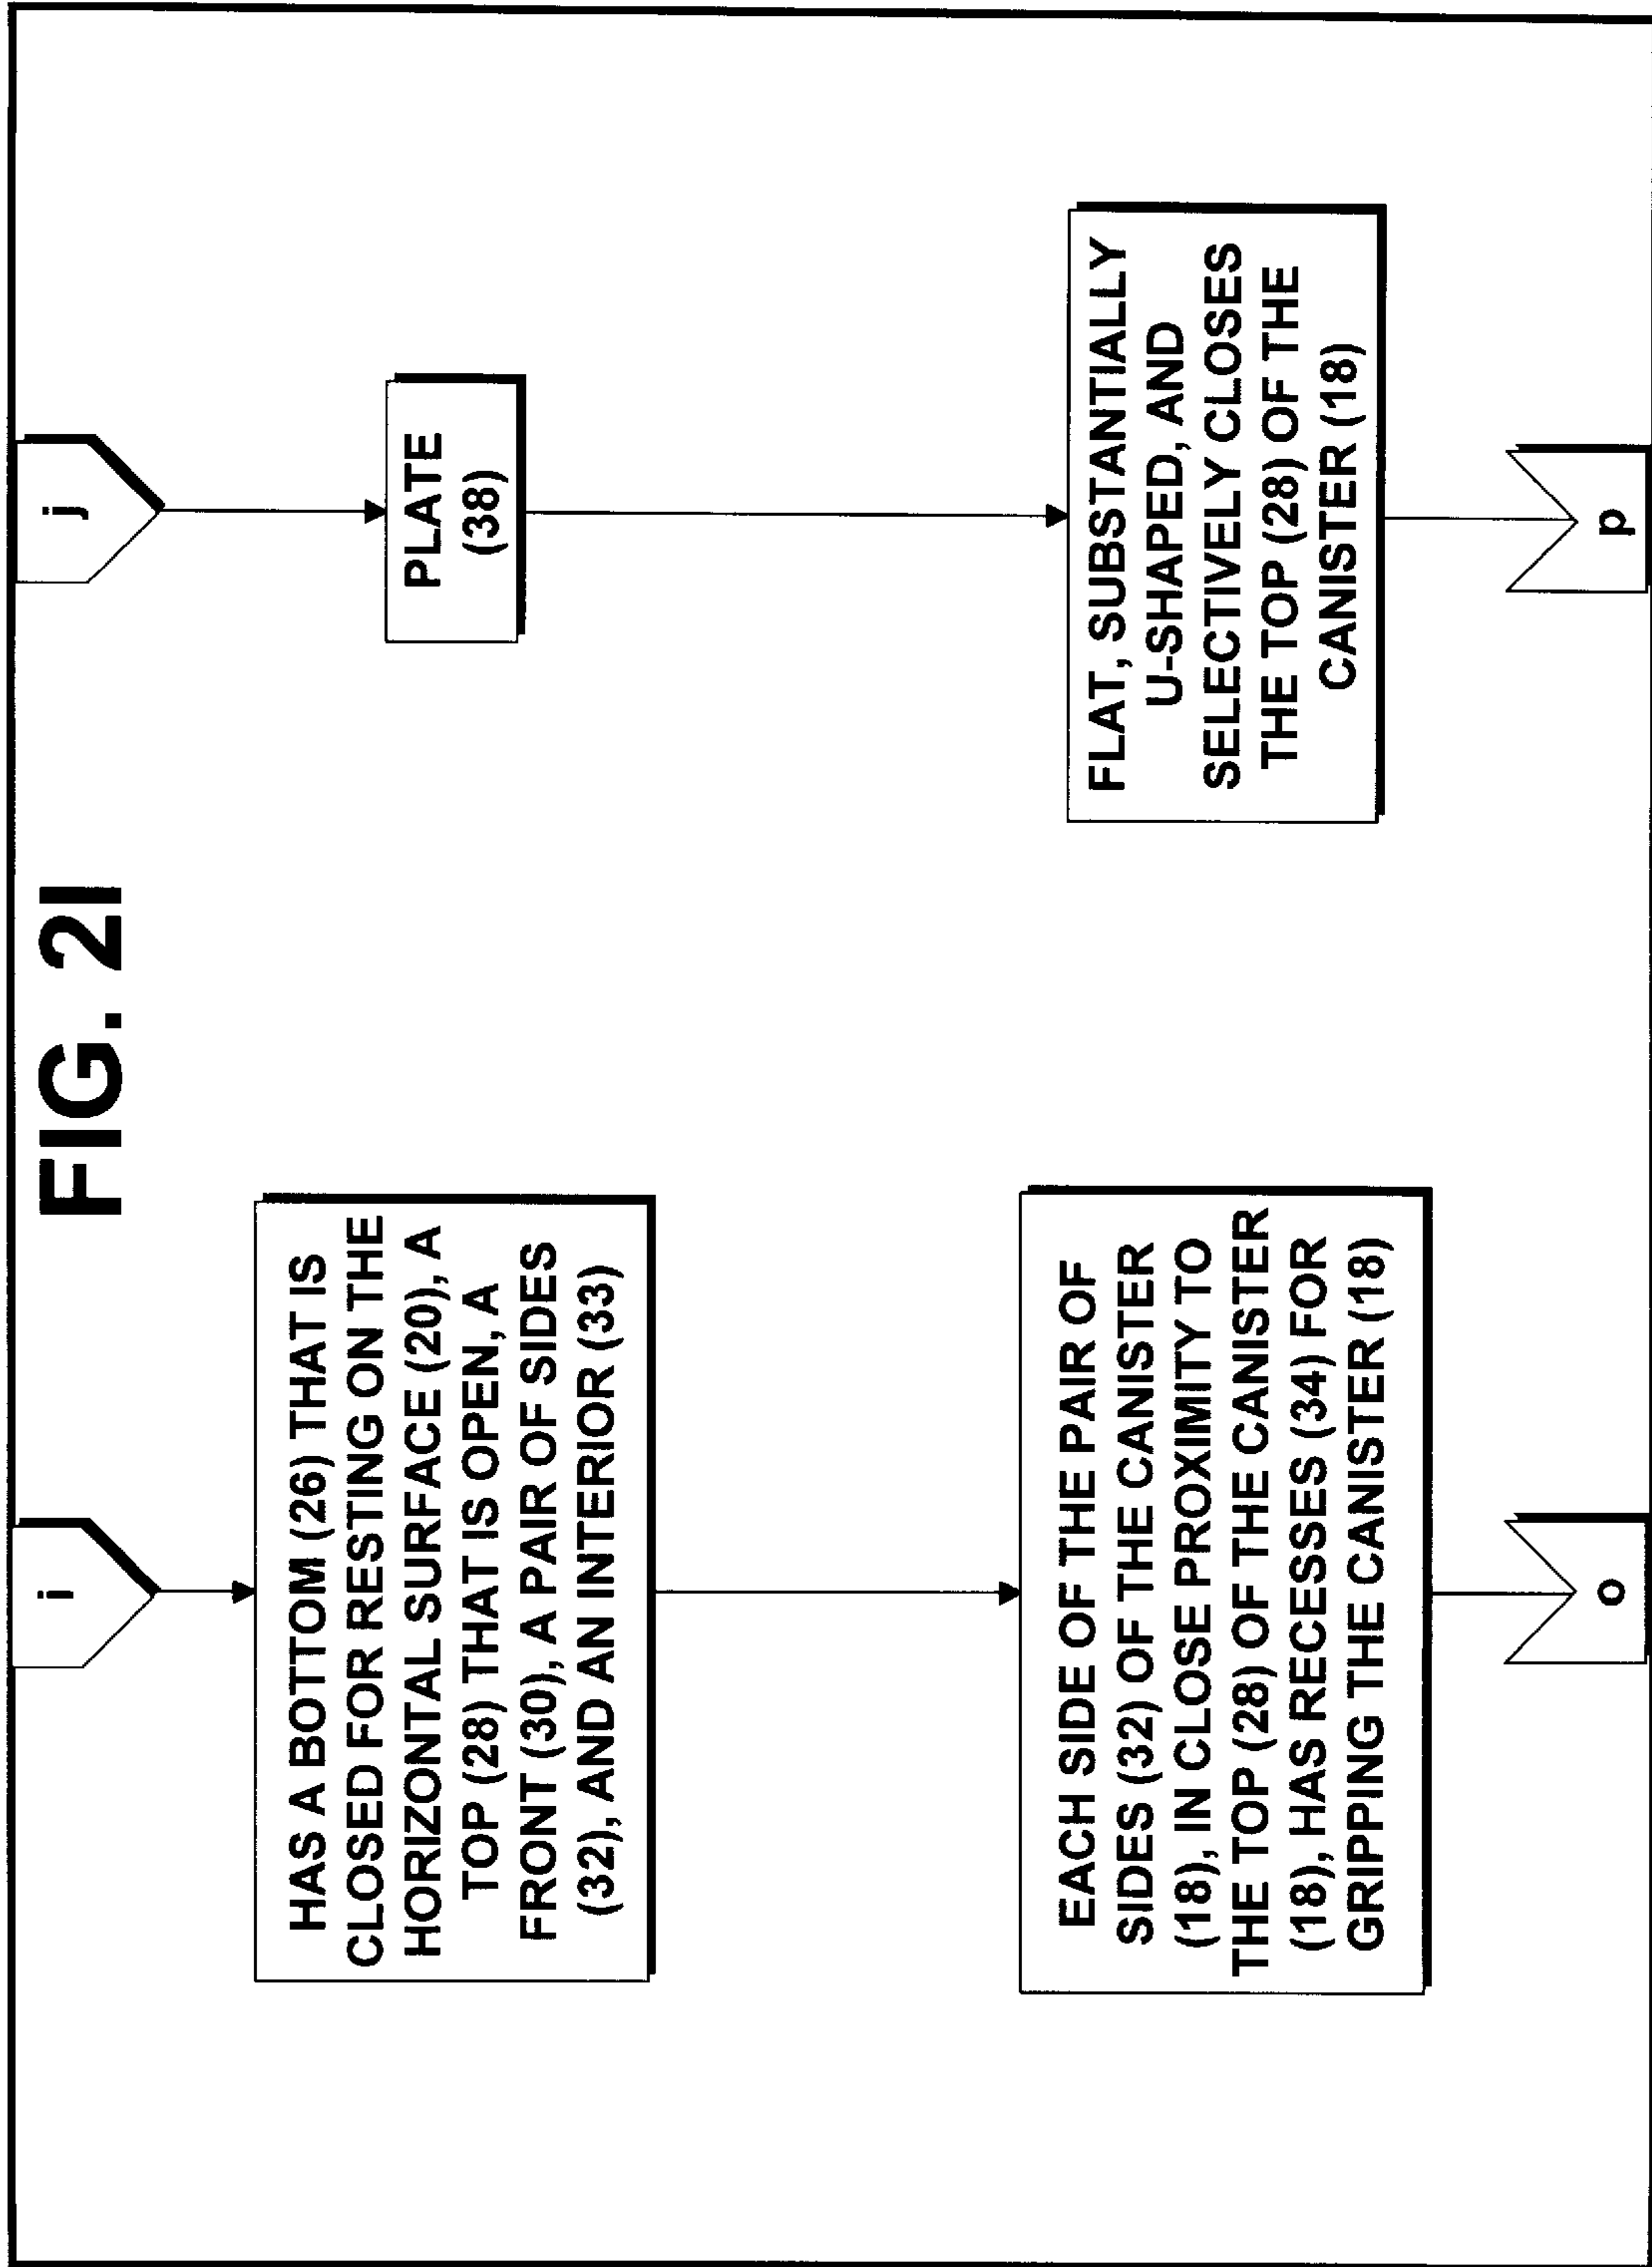 FIG. 2I
i
HAS A BOTTOM (26) THAT IS
CLOSED FOR RESTING ON THE
HORIZONTAL SURFACE (20), A
TOP (28) THAT IS OPEN, A
FRONT (30), A PAIR OF SIDES
(32), AND AN INTERIOR (33)
EACH SIDE OF THE PAIR OF
SIDES (32) OF THE CANISTER
(18), IN CLOSE PROXIMITY TO
THE TOP (28) OF THE CANISTER
(18), HAS RECESSES (34) FOR
GRIPPING THE CANISTER (18)
o
j
PLATE
(38)
FLAT, SUBSTANTIALLY
U-SHAPED, AND
SELECTIVELY CLOSES
THE TOP (28) OF THE
CANISTER (18)
p